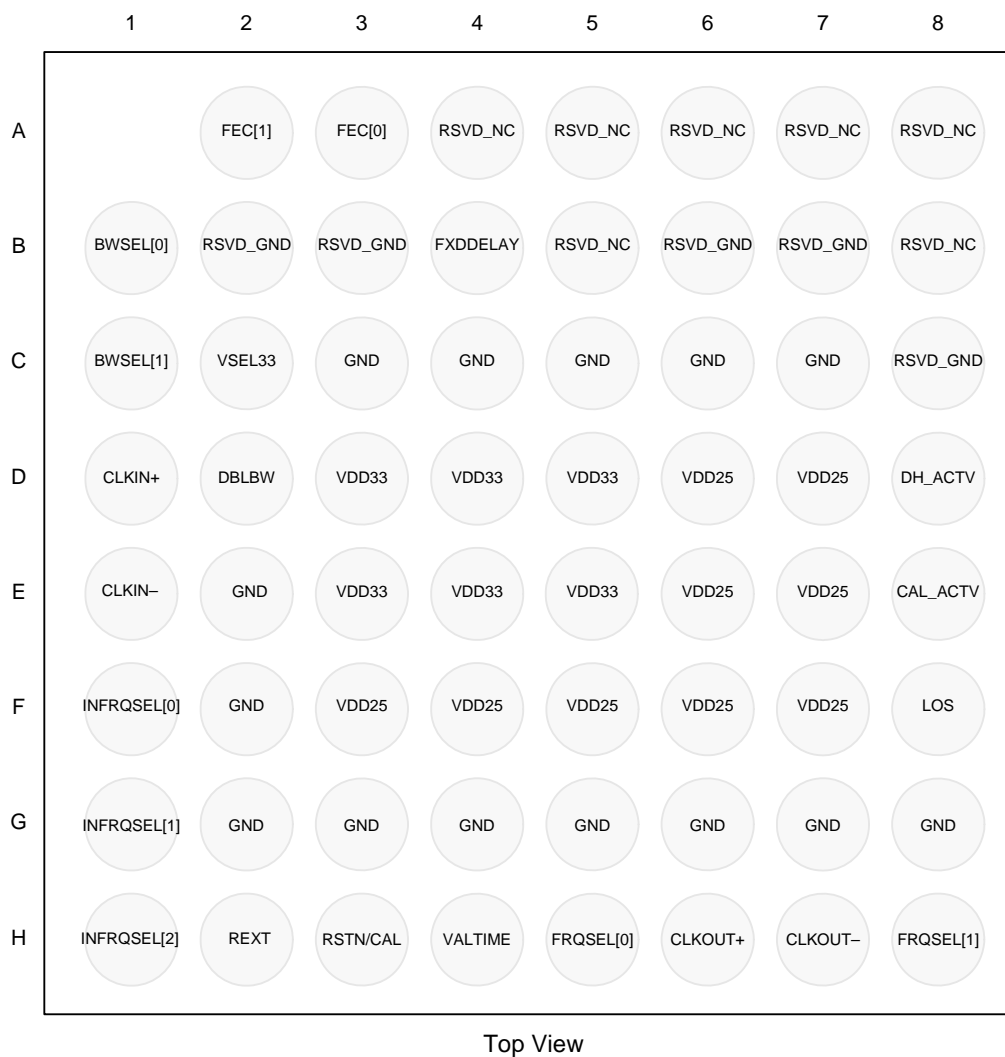 1 2 3 4 5 6 7 8
A FEC[1] FEC[0] RSVD_NC RSVD_NC RSVD_NC RSVD_NC RSVD_NC
B BWSEL[0] RSVD_GND RSVD_GND FXDDELAY RSVD_NC RSVD_GND RSVD_GND RSVD_NC
C BWSEL[1] VSEL33 GND GND GND GND GND RSVD_GND
D CLKIN+ DBLBW VDD33 VDD33 VDD33 VDD25 VDD25 DH_ACTV
E CLKIN– GND VDD33 VDD33 VDD33 VDD25 VDD25 CAL_ACTV
F INFRQSEL[0] GND VDD25 VDD25 VDD25 VDD25 VDD25 LOS
G INFRQSEL[1] GND GND GND GND GND GND GND
H INFRQSEL[2] REXT RSTN/CAL VALTIME FRQSEL[0] CLKOUT+ CLKOUT– FRQSEL[1]
Top View